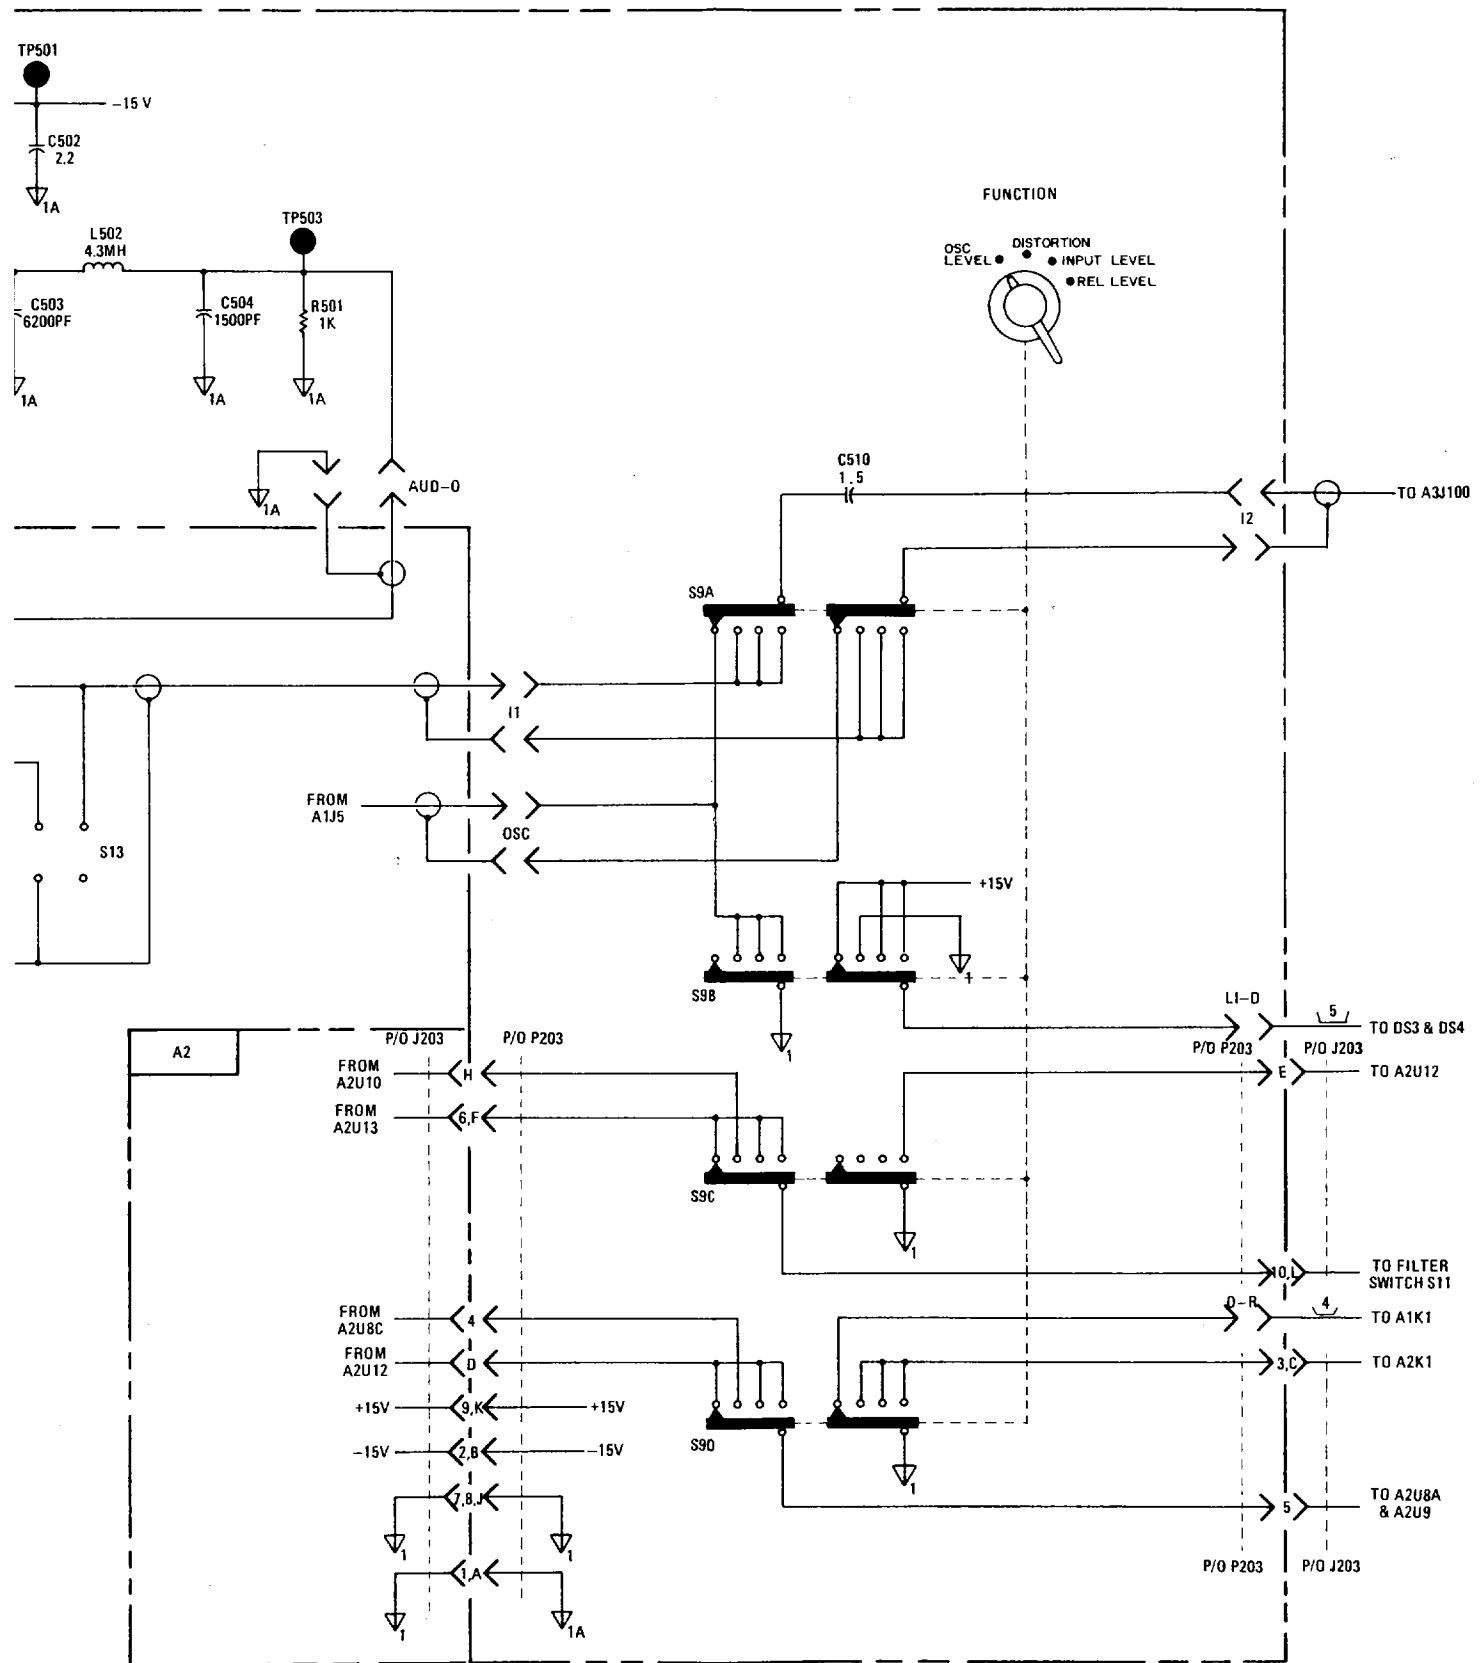 TP501
-15 V
C502
2.2
1A
L502
4.3MH
TP503
C503
6200PF
C504
1500PF
R501
1K
1A
1A
1A
FUNCTION
OSC
LEVEL
DISTORTION
INPUT LEVEL
REL LEVEL
1A
AUD-O
C510
1.5
I2
TO A3J100
S9A
I1
FROM
A1J5
OSC
S13
+15V
1
S9B
1
LI-D
5
TO DS3 & DS4
A2
P/O J203
P/O P203
P/O P203
P/O J203
FROM
A2U10
H
E
TO A2U12
FROM
A2U13
6,F
S9C
1
10,L
TO FILTER
SWITCH S11
FROM
A2U8C
4
O-R
4
TO A1K1
FROM
A2U12
D
3,C
TO A2K1
+15V
9,K
+15V
-15V
2,B
-15V
S9D
1
7,8,J
1
1
5
TO A2U8A
& A2U9
1,A
1
1A
P/O P203
P/O J203